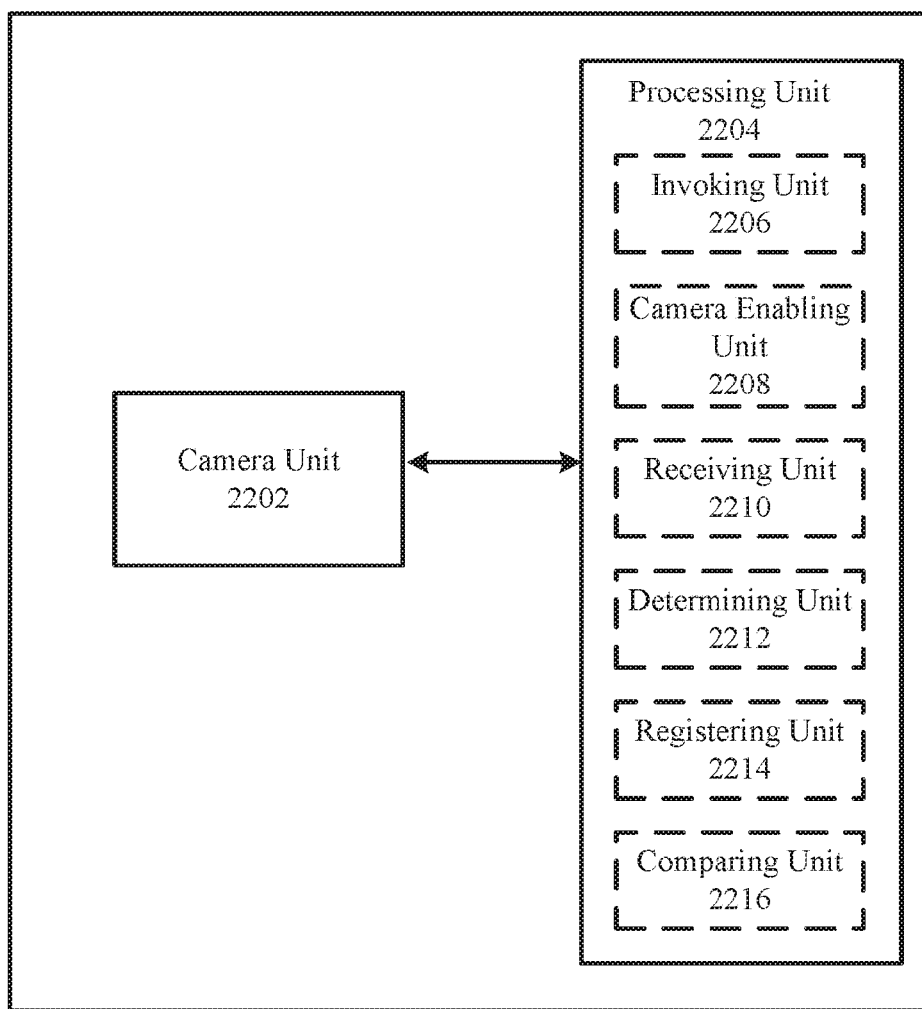 Processing Unit
2204
Invoking Unit
2206
Camera Enabling
Unit
2208
Camera Unit
2202
Receiving Unit
2210
Determining Unit
2212
Registering Unit
2214
Comparing Unit
2216